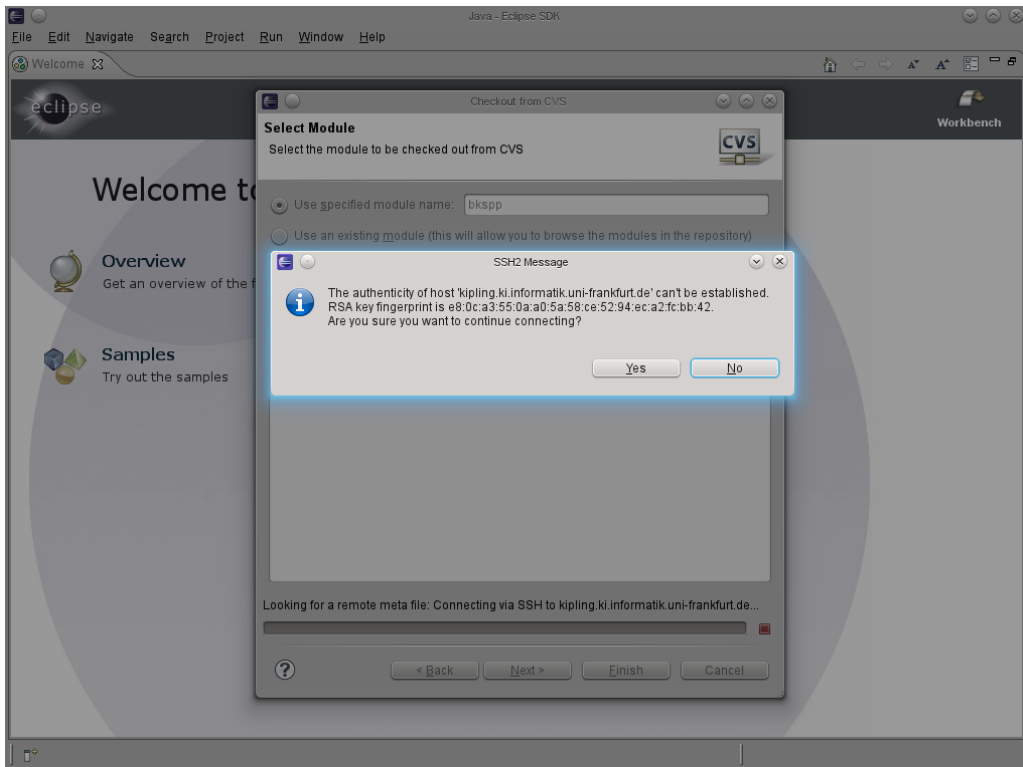 Java - Eclipse SDK
File Edit Navigate Search Project Run Window Help
Welcome
eclipse
Workbench
Welcome to
Overview
Get an overview of the f
Samples
Try out the samples
Checkout from CVS
Select Module
Select the module to be checked out from CVS
CVS
Use specified module name: bkspp
Use an existing module (this will allow you to browse the modules in the repository)
SSH2 Message
The authenticity of host 'kipling.ki.informatik.uni-frankfurt.de' can't be established.
RSA key fingerprint is e8:0c:a3:55:0a:a0:5a:58:ce:52:94:ec:a2:fc:bb:42.
Are you sure you want to continue connecting?
Yes No
Looking for a remote meta file: Connecting via SSH to kipling.ki.informatik.uni-frankfurt.de...
< Back Next > Finish Cancel